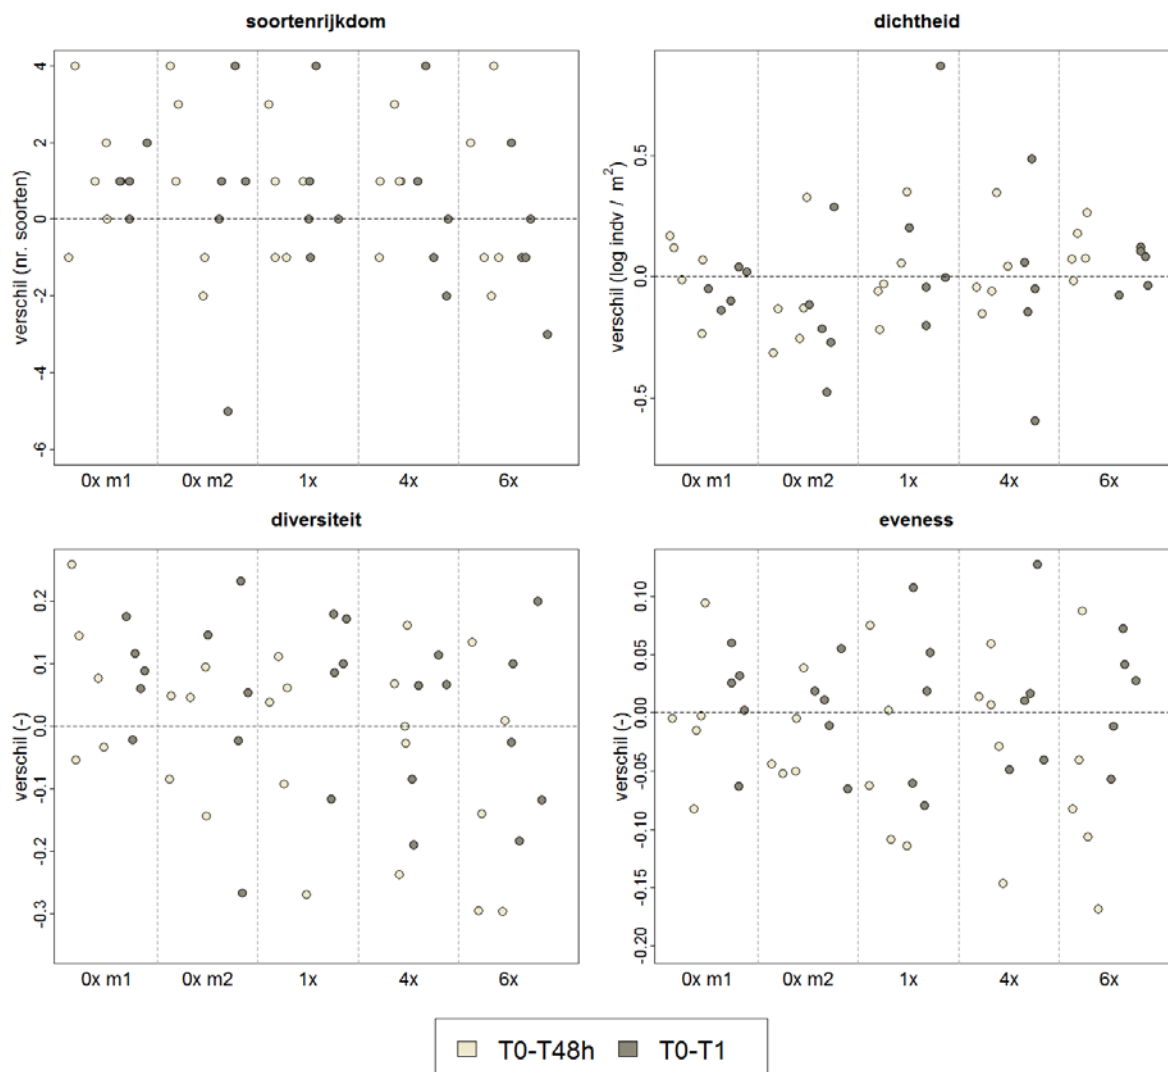 soortenrijkdom
verschil (nr. soorten)
4
2
0
-2
-4
-6
0x m1 0x m2 1x 4x 6x
dichtheid
verschil (log indv / m²)
0.5
0.0
-0.5
0x m1 0x m2 1x 4x 6x
diversiteit
verschil (-)
0.2
0.1
0.0
-0.1
-0.2
-0.3
0x m1 0x m2 1x 4x 6x
eveness
verschil (-)
0.10
0.05
0.00
-0.05
-0.10
-0.15
-0.20
0x m1 0x m2 1x 4x 6x
T0-T48h T0-T1